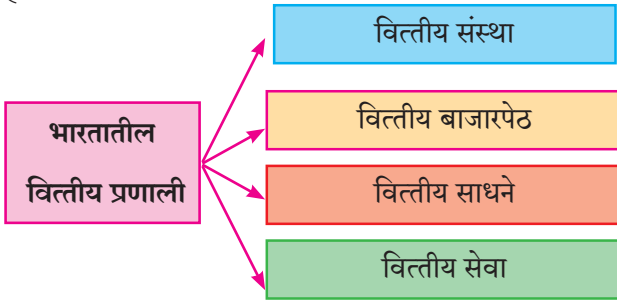 भारतातील
वित्तीय प्रणाली
वित्तीय संस्था
वित्तीय बाजारपेठ
वित्तीय साधने
वित्तीय सेवा